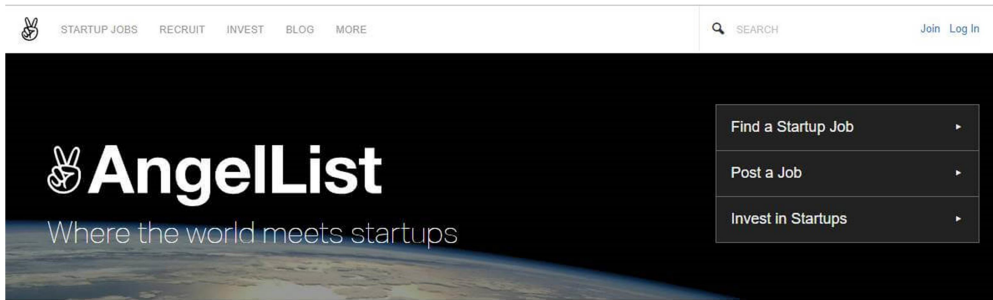 STARTUP JOBS RECRUIT INVEST BLOG MORE SEARCH Join Log In
AngelList
Where the world meets startups
Find a Startup Job
Post a Job
Invest in Startups